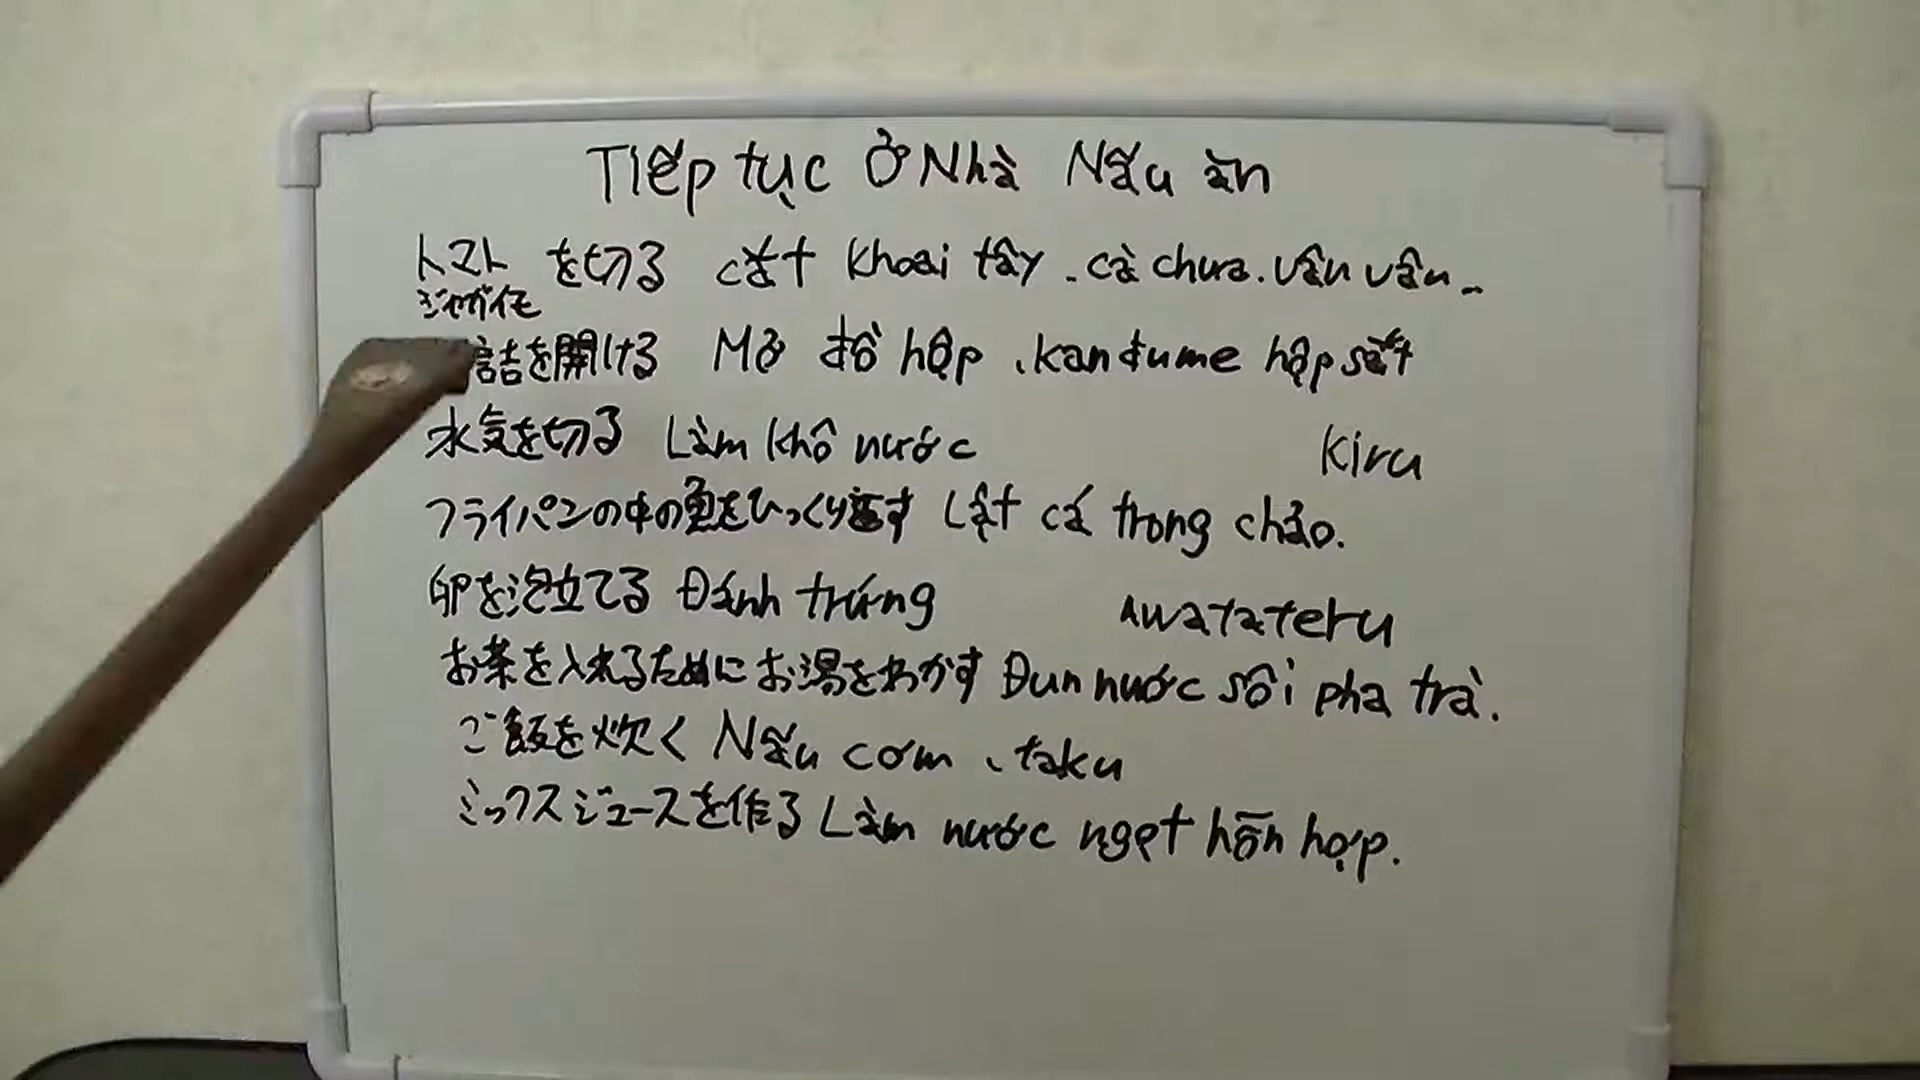 Tiếp tục ở Nhà Nấu ăn
トマト を切る cắt khoai tây . cà chua . vân vân ..
ジャガイモ
詰を開ける Mở đồ hộp , kandume hộp sắt
水気を切る Làm khô nước kiru
フライパンの中の魚をひっくり返す Lật cá trong chảo.
卵を泡立てる Đánh trứng Awatateru
お茶を入れるためにお湯をわかす Đun nước sôi pha trà.
ご飯を炊く Nấu cơm 、taku
ミックスジュースを作る Làm nước ngọt hỗn hợp.